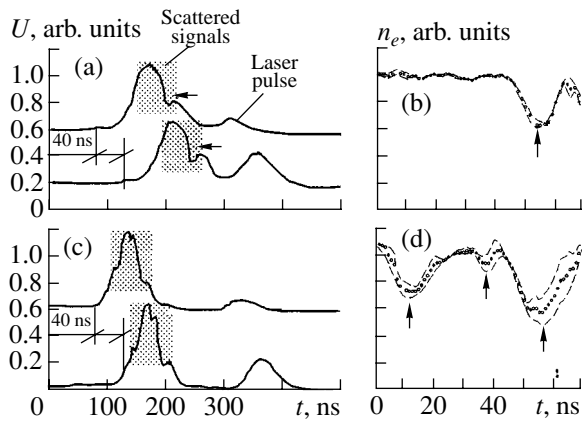 U, arb. units
Scattered
signals
nₑ, arb. units
1.0
(a)
Laser
pulse
0.8
(b)
0.6
40 ns
0.4
0.2
0
(c)
(d)
1.0
0.8
0.6
40 ns
0.4
0.2
0 100 200 300 t, ns
0 20 40 t, ns